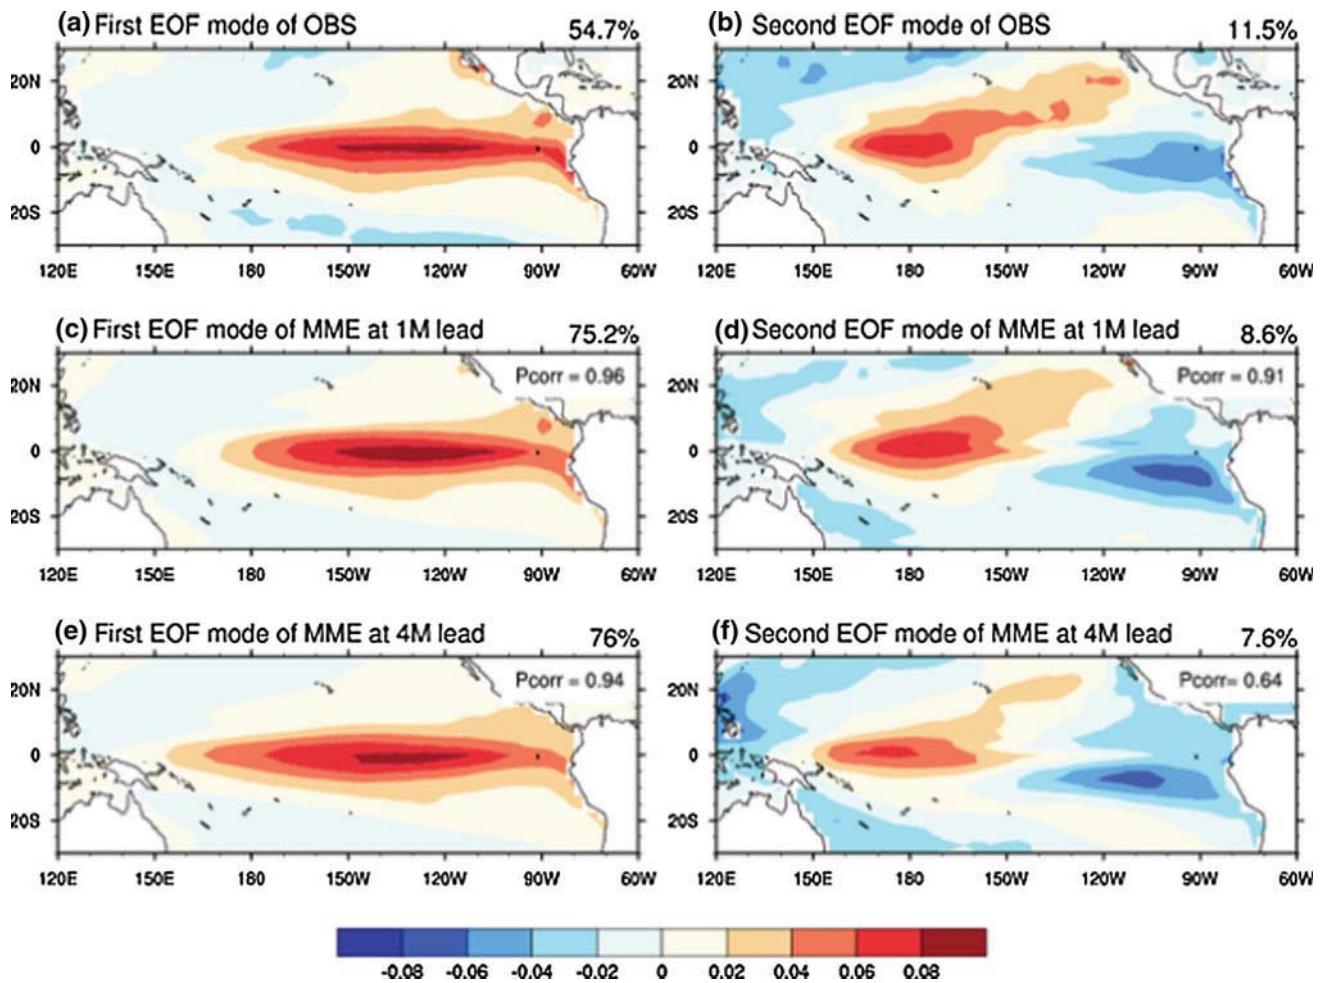 (a) First EOF mode of OBS 54.7%
(b) Second EOF mode of OBS 11.5%
20N
0
20S
120E 150E 180 150W 120W 90W 60W
20N
0
20S
120E 150E 180 150W 120W 90W 60W
(c) First EOF mode of MME at 1M lead 75.2%
(d) Second EOF mode of MME at 1M lead 8.6%
Pcorr = 0.96
20N
0
20S
120E 150E 180 150W 120W 90W 60W
Pcorr = 0.91
20N
0
20S
120E 150E 180 150W 120W 90W 60W
(e) First EOF mode of MME at 4M lead 76%
(f) Second EOF mode of MME at 4M lead 7.6%
Pcorr = 0.94
20N
0
20S
120E 150E 180 150W 120W 90W 60W
Pcorr= 0.64
20N
0
20S
120E 150E 180 150W 120W 90W 60W
-0.08 -0.06 -0.04 -0.02 0 0.02 0.04 0.06 0.08